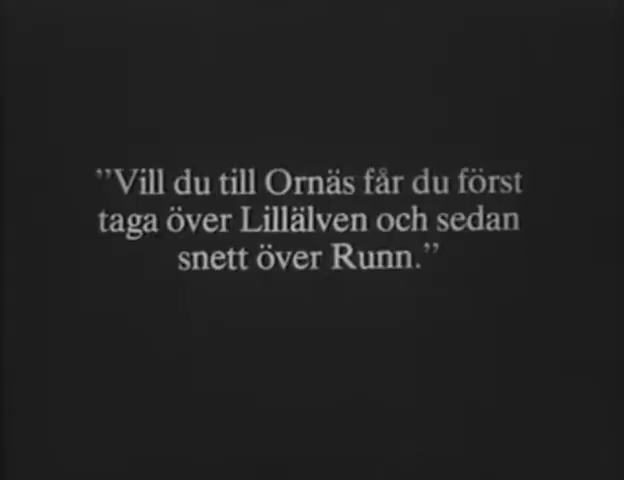 ”Vill du till Ornäs får du först
taga över Lillälven och sedan
snett över Runn.”